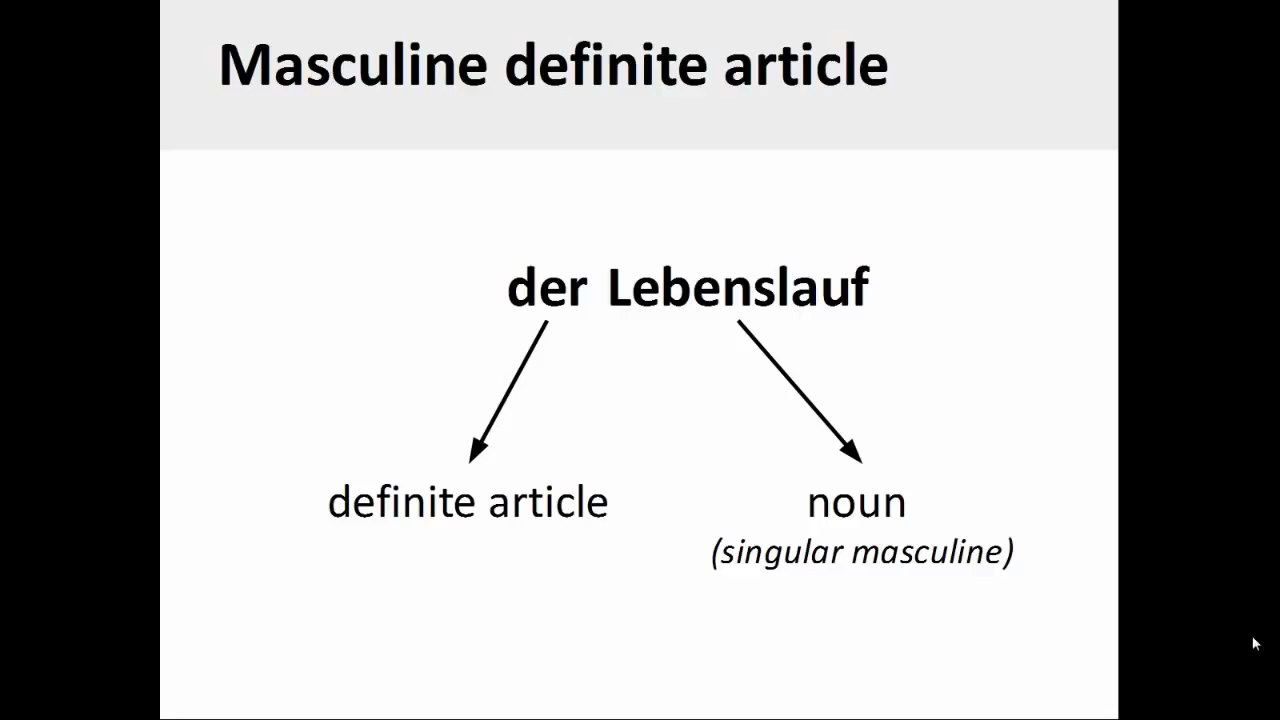 Masculine definite article
der Lebenslauf
definite article
noun
(singular masculine)